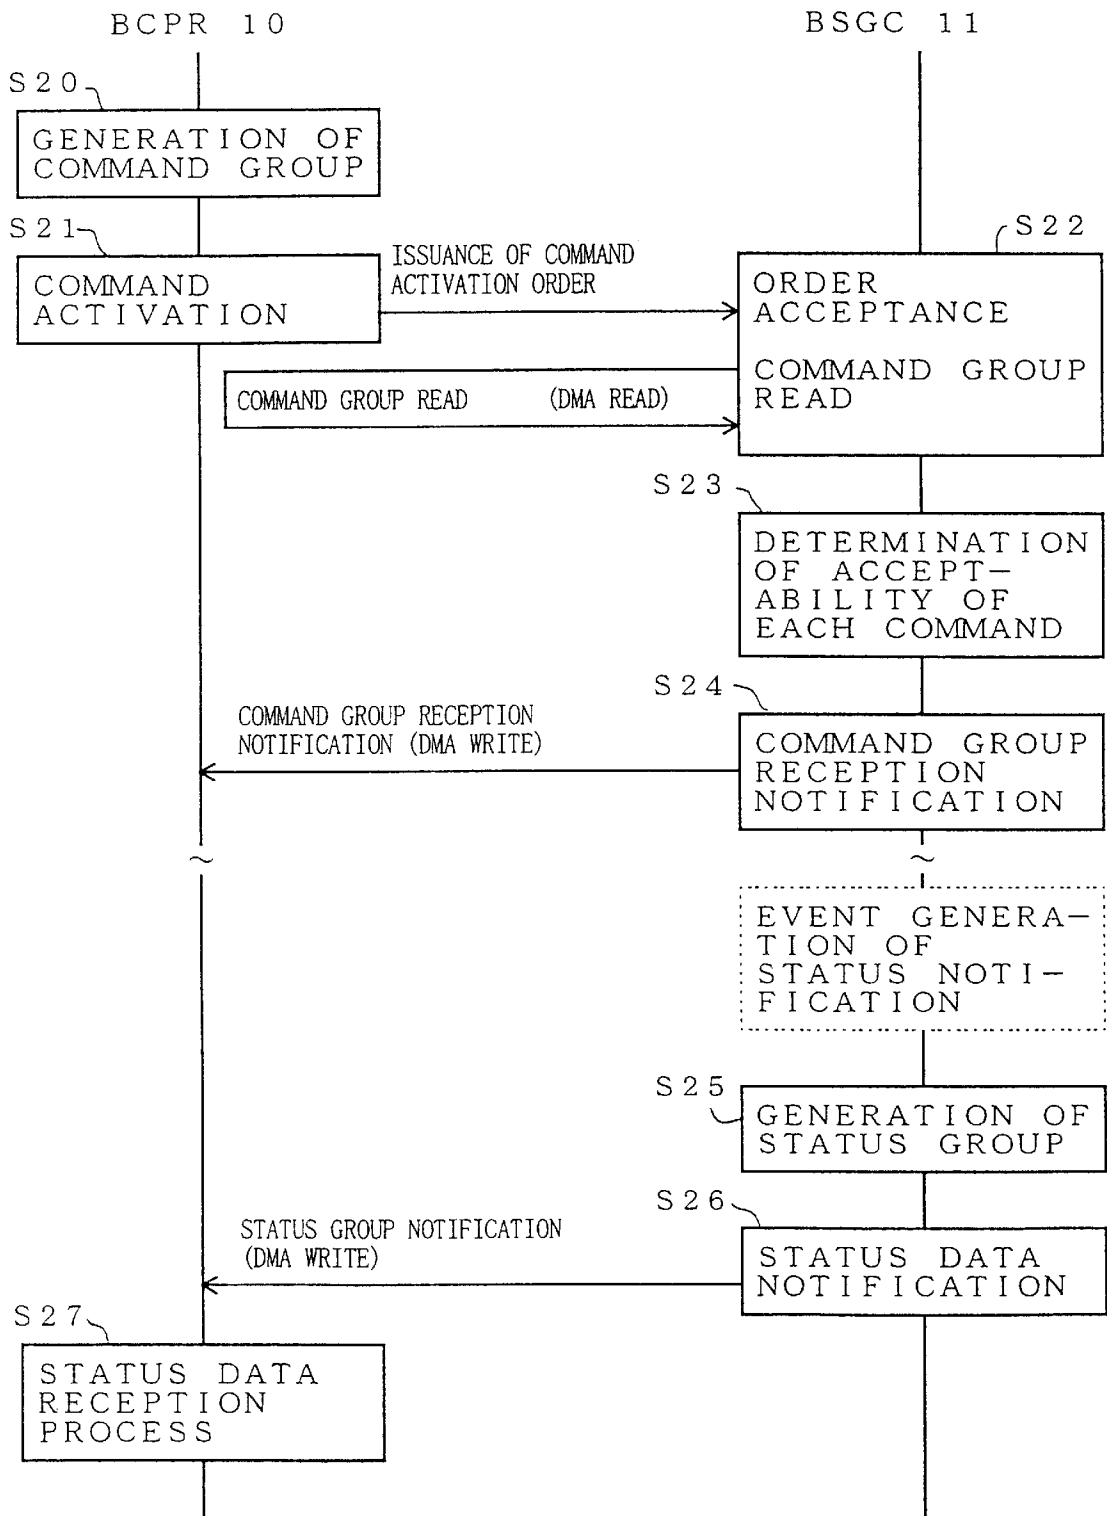 BCPR 10
BSGC 11
S20
GENERATION OF
COMMAND GROUP
S21
COMMAND
ACTIVATION
ISSUANCE OF COMMAND
ACTIVATION ORDER
S22
ORDER
ACCEPTANCE
COMMAND GROUP
READ
COMMAND GROUP READ (DMA READ)
S23
DETERMINATION
OF ACCEPT-
ABILITY OF
EACH COMMAND
S24
COMMAND GROUP RECEPTION
NOTIFICATION (DMA WRITE)
COMMAND GROUP
RECEPTION
NOTIFICATION
~
~
EVENT GENERA-
TION OF
STATUS NOTI-
FICATION
S25
GENERATION OF
STATUS GROUP
S26
STATUS GROUP NOTIFICATION
(DMA WRITE)
STATUS DATA
NOTIFICATION
S27
STATUS DATA
RECEPTION
PROCESS